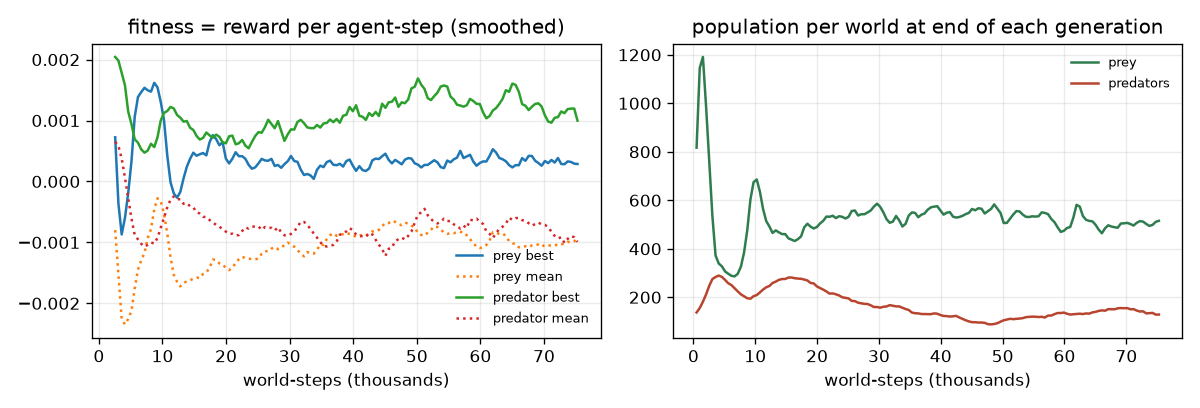 fitness = reward per agent-step (smoothed)
0.002
0.001
0.000
−0.001
−0.002
prey best
prey mean
predator best
predator mean
0 10 20 30 40 50 60 70
world-steps (thousands)
population per world at end of each generation
1200
1000
800
600
400
200
prey
predators
0 10 20 30 40 50 60 70
world-steps (thousands)